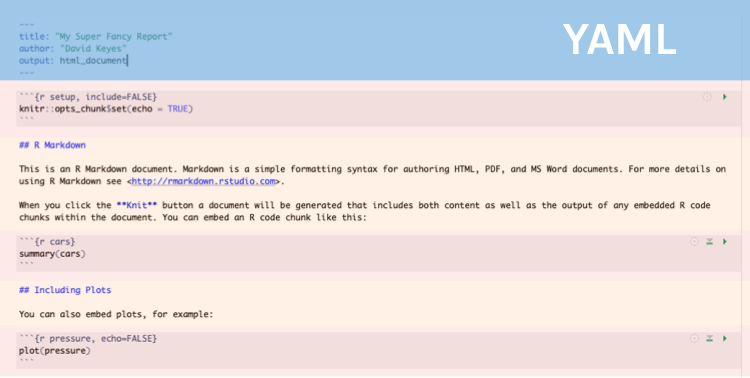 ---
YAML
title: "My Super Fancy Report"
author: "David Keyes"
output: html_document
---
```{r setup, include=FALSE}
knitr::opts_chunk$set(echo = TRUE)
```
## R Markdown
This is an R Markdown document. Markdown is a simple formatting syntax for authoring HTML, PDF, and MS Word documents. For more details on
using R Markdown see <http://rmarkdown.rstudio.com>.
When you click the **Knit** button a document will be generated that includes both content as well as the output of any embedded R code
chunks within the document. You can embed an R code chunk like this:
```{r cars}
summary(cars)
```
## Including Plots
You can also embed plots, for example:
```{r pressure, echo=FALSE}
plot(pressure)
```